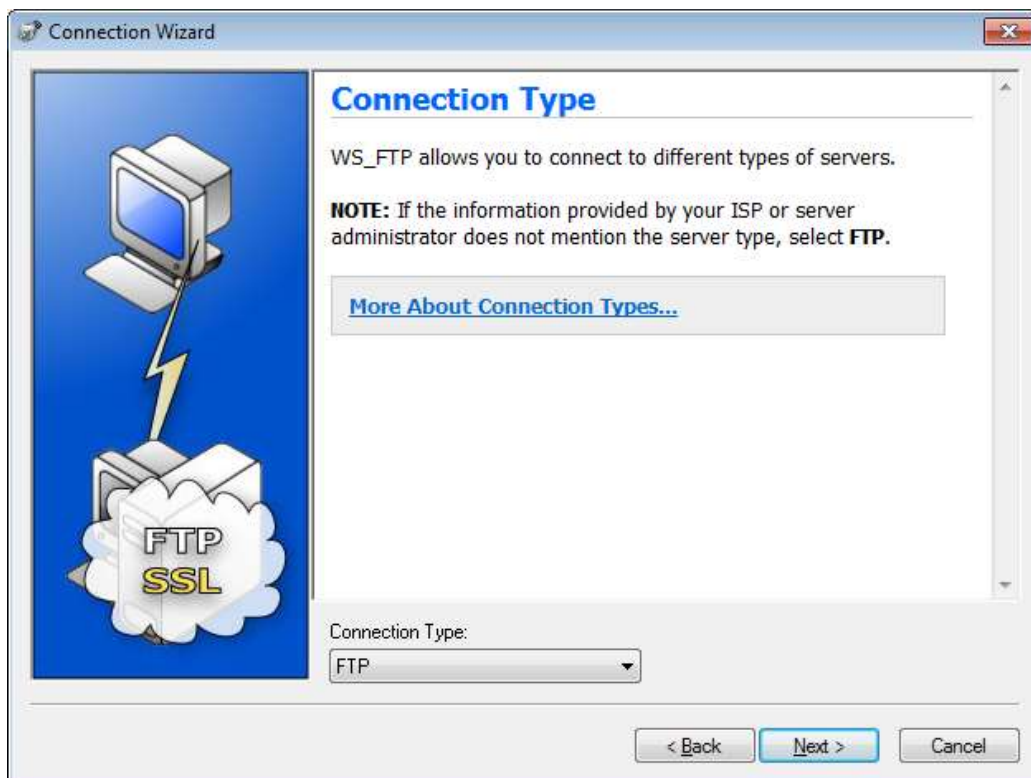 Connection Wizard
Connection Type
WS_FTP allows you to connect to different types of servers.
NOTE: If the information provided by your ISP or server
administrator does not mention the server type, select FTP.
More About Connection Types...
FTP
SSL
Connection Type:
FTP
< Back
Next >
Cancel